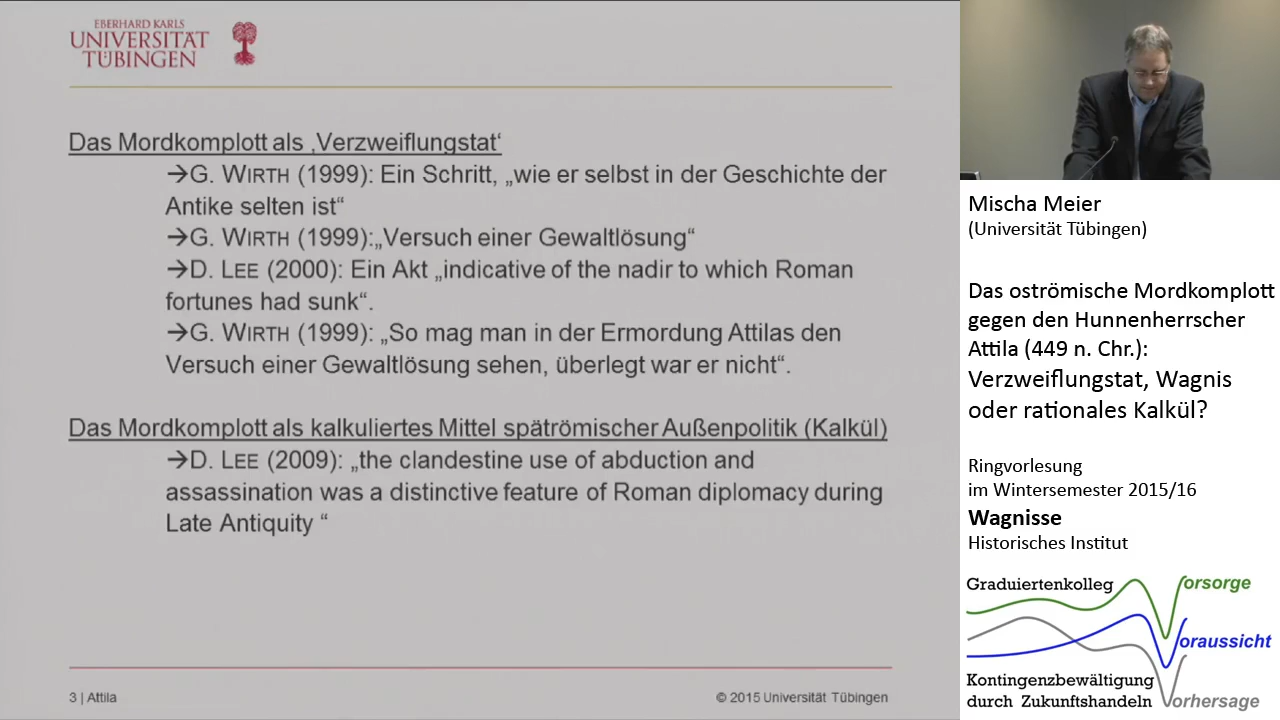 EBERHARD KARLS
UNIVERSITÄT
TÜBINGEN
Das Mordkomplott als ‚Verzweiflungstat‘
→G. WIRTH (1999): Ein Schritt, „wie er selbst in der Geschichte der
Antike selten ist“
→G. WIRTH (1999):„Versuch einer Gewaltlösung“
→D. LEE (2000): Ein Akt „indicative of the nadir to which Roman
fortunes had sunk“.
→G. WIRTH (1999): „So mag man in der Ermordung Attilas den
Versuch einer Gewaltlösung sehen, überlegt war er nicht“.
Das Mordkomplott als kalkuliertes Mittel spätrömischer Außenpolitik (Kalkül)
→D. LEE (2009): „the clandestine use of abduction and
assassination was a distinctive feature of Roman diplomacy during
Late Antiquity “
3 | Attila
© 2015 Universität Tübingen
Mischa Meier
(Universität Tübingen)
Das oströmische Mordkomplott
gegen den Hunnenherrscher
Attila (449 n. Chr.):
Verzweiflungstat, Wagnis
oder rationales Kalkül?
Ringvorlesung
im Wintersemester 2015/16
Wagnisse
Historisches Institut
Graduiertenkolleg
Vorsorge
Voraussicht
Vorhersage
Kontingenzbewältigung
durch Zukunftshandeln